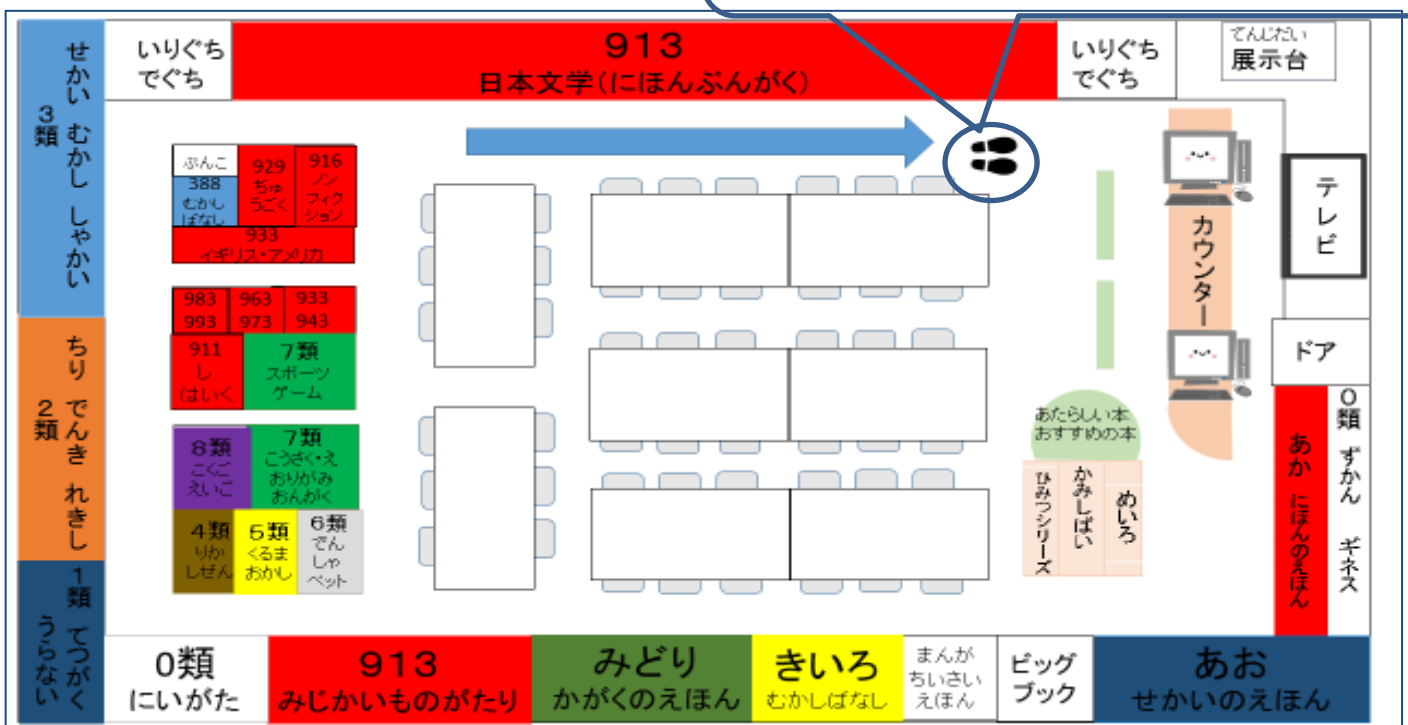 いりぐち
でぐち
913
日本文学(にほんぶんがく)
いりぐち
でぐち
てんじだい
展示台
せかい むかし しゃかい
3類
ちり でんき れきし
2類
1類 てつがく
うらない
ぶんこ
388
むかし
ばなし
929
ちゅ
うごく
916
ノン
フィク
ション
933
イギリス・アメリカ
983
993
963
973
933
943
911
し
はいく
7類
スポーツ
ゲーム
8類
こくご
えいご
7類
こうさく・え
おりがみ
おんがく
4類
りか
しぜん
5類
くるま
おかし
6類
でん
しゃ
ペット
カウンター
テレビ
ドア
あたらしい本
おすすめの本
ひみつシリーズ
かみしばい
めいろ
0類 ずかん ギネス
あか にほんのえほん
0類
にいがた
913
みじかいものがたり
みどり
かがくのえほん
きいろ
むかしばなし
まんが
ちいさい
えほん
ビッグ
ブック
あお
せかいのえほん